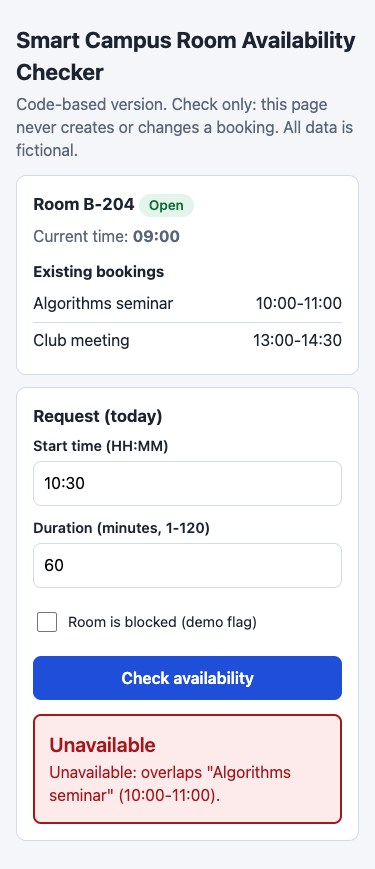 Smart Campus Room Availability
Checker
Code-based version. Check only: this page
never creates or changes a booking. All data is
fictional.
Room B-204 Open
Current time: 09:00
Existing bookings
Algorithms seminar 10:00-11:00
Club meeting 13:00-14:30
Request (today)
Start time (HH:MM)
10:30
Duration (minutes, 1-120)
60
Room is blocked (demo flag)
Check availability
Unavailable
Unavailable: overlaps "Algorithms
seminar" (10:00-11:00).